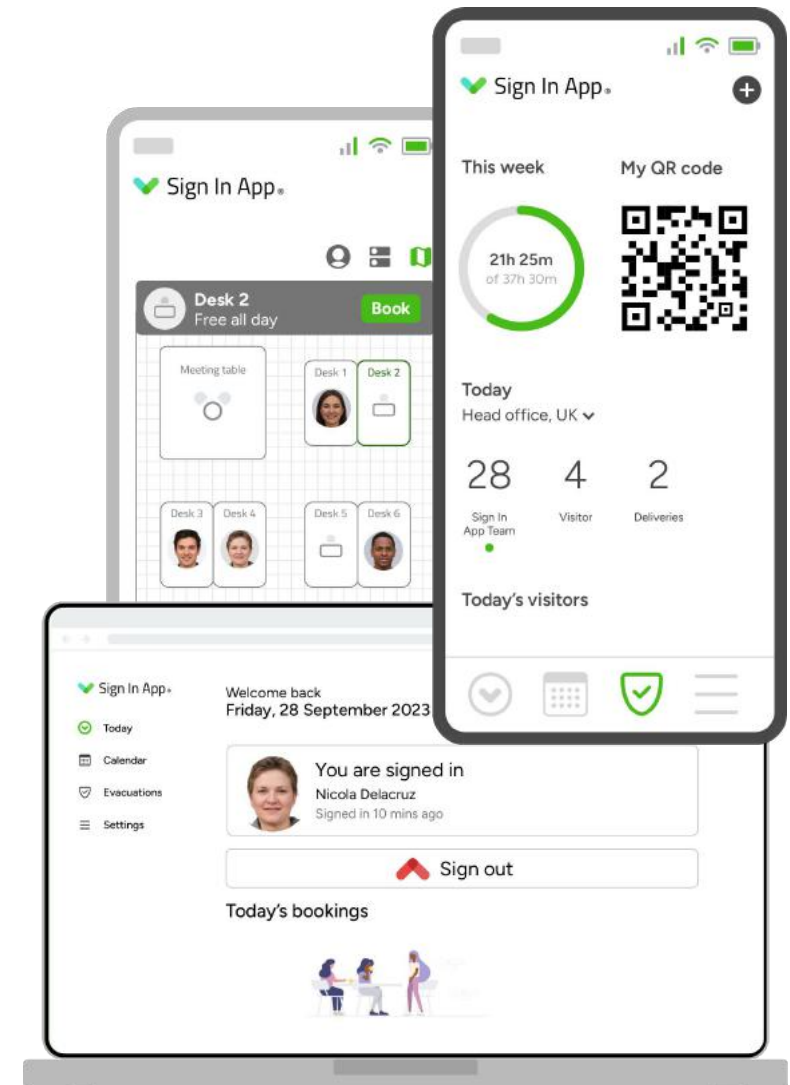 Sign In App®
This week
My QR code
21h 25m
of 37h 30m
Today
Head office, UK
28
4
2
Sign In
App Team
Visitor
Deliveries
Today's visitors
Sign In App®
Desk 2
Free all day
Book
Meeting table
Desk 1
Desk 2
Desk 3
Desk 4
Desk 5
Desk 6
Sign In App®
Today
Calendar
Evacuations
Settings
Welcome back
Friday, 28 September 2023
You are signed in
Nicola Delacruz
Signed in 10 mins ago
Sign out
Today's bookings